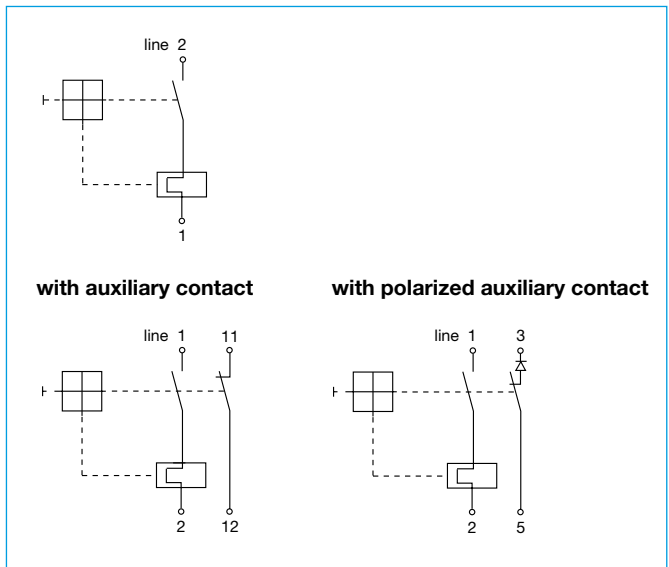 line 2
1
with auxiliary contact
with polarized auxiliary contact
line 1 11
line 1 3
2 12
2 5